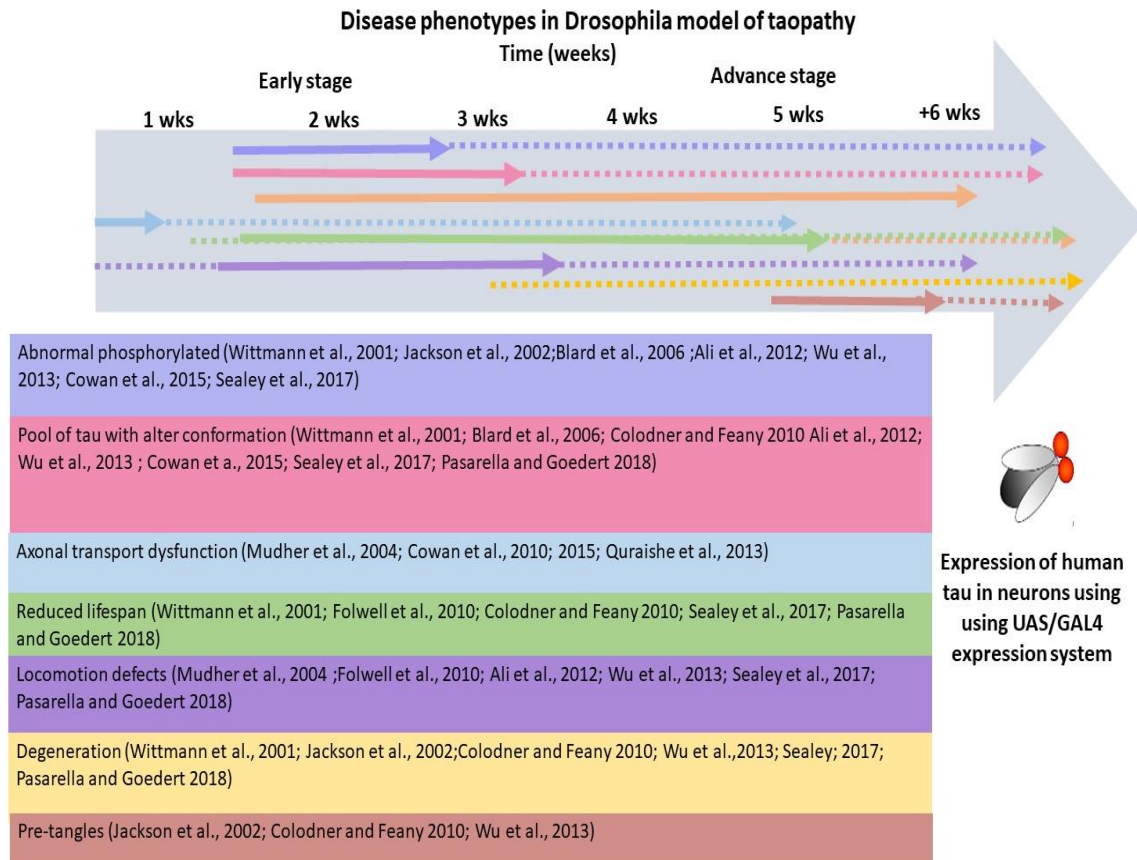 Disease phenotypes in Drosophila model of taopathy
Time (weeks)
Early stage
Advance stage
1 wks
2 wks
3 wks
4 wks
5 wks
+6 wks
Abnormal phosphorylated (Wittmann et al., 2001; Jackson et al., 2002;Blard et al., 2006 ;Ali et al., 2012; Wu et al.,
2013; Cowan et al., 2015; Sealey et al., 2017)
Pool of tau with alter conformation (Wittmann et al., 2001; Blard et al., 2006; Colodner and Feany 2010 Ali et al., 2012;
Wu et al., 2013 ; Cowan et a., 2015; Sealey et al., 2017; Pasarella and Goedert 2018)
Axonal transport dysfunction (Mudher et al., 2004; Cowan et al., 2010; 2015; Quraishe et al., 2013)
Reduced lifespan (Wittmann et al., 2001; Folwell et al., 2010; Colodner and Feany 2010; Sealey et al., 2017; Pasarella
and Goedert 2018)
Locomotion defects (Mudher et al., 2004 ;Folwell et al., 2010; Ali et al., 2012; Wu et al., 2013; Sealey et al., 2017;
Pasarella and Goedert 2018)
Degeneration (Wittmann et al., 2001; Jackson et al., 2002;Colodner and Feany 2010; Wu et al.,2013; Sealey; 2017;
Pasarella and Goedert 2018)
Pre-tangles (Jackson et al., 2002; Colodner and Feany 2010; Wu et al., 2013)
Expression of human
tau in neurons using
using UAS/GAL4
expression system